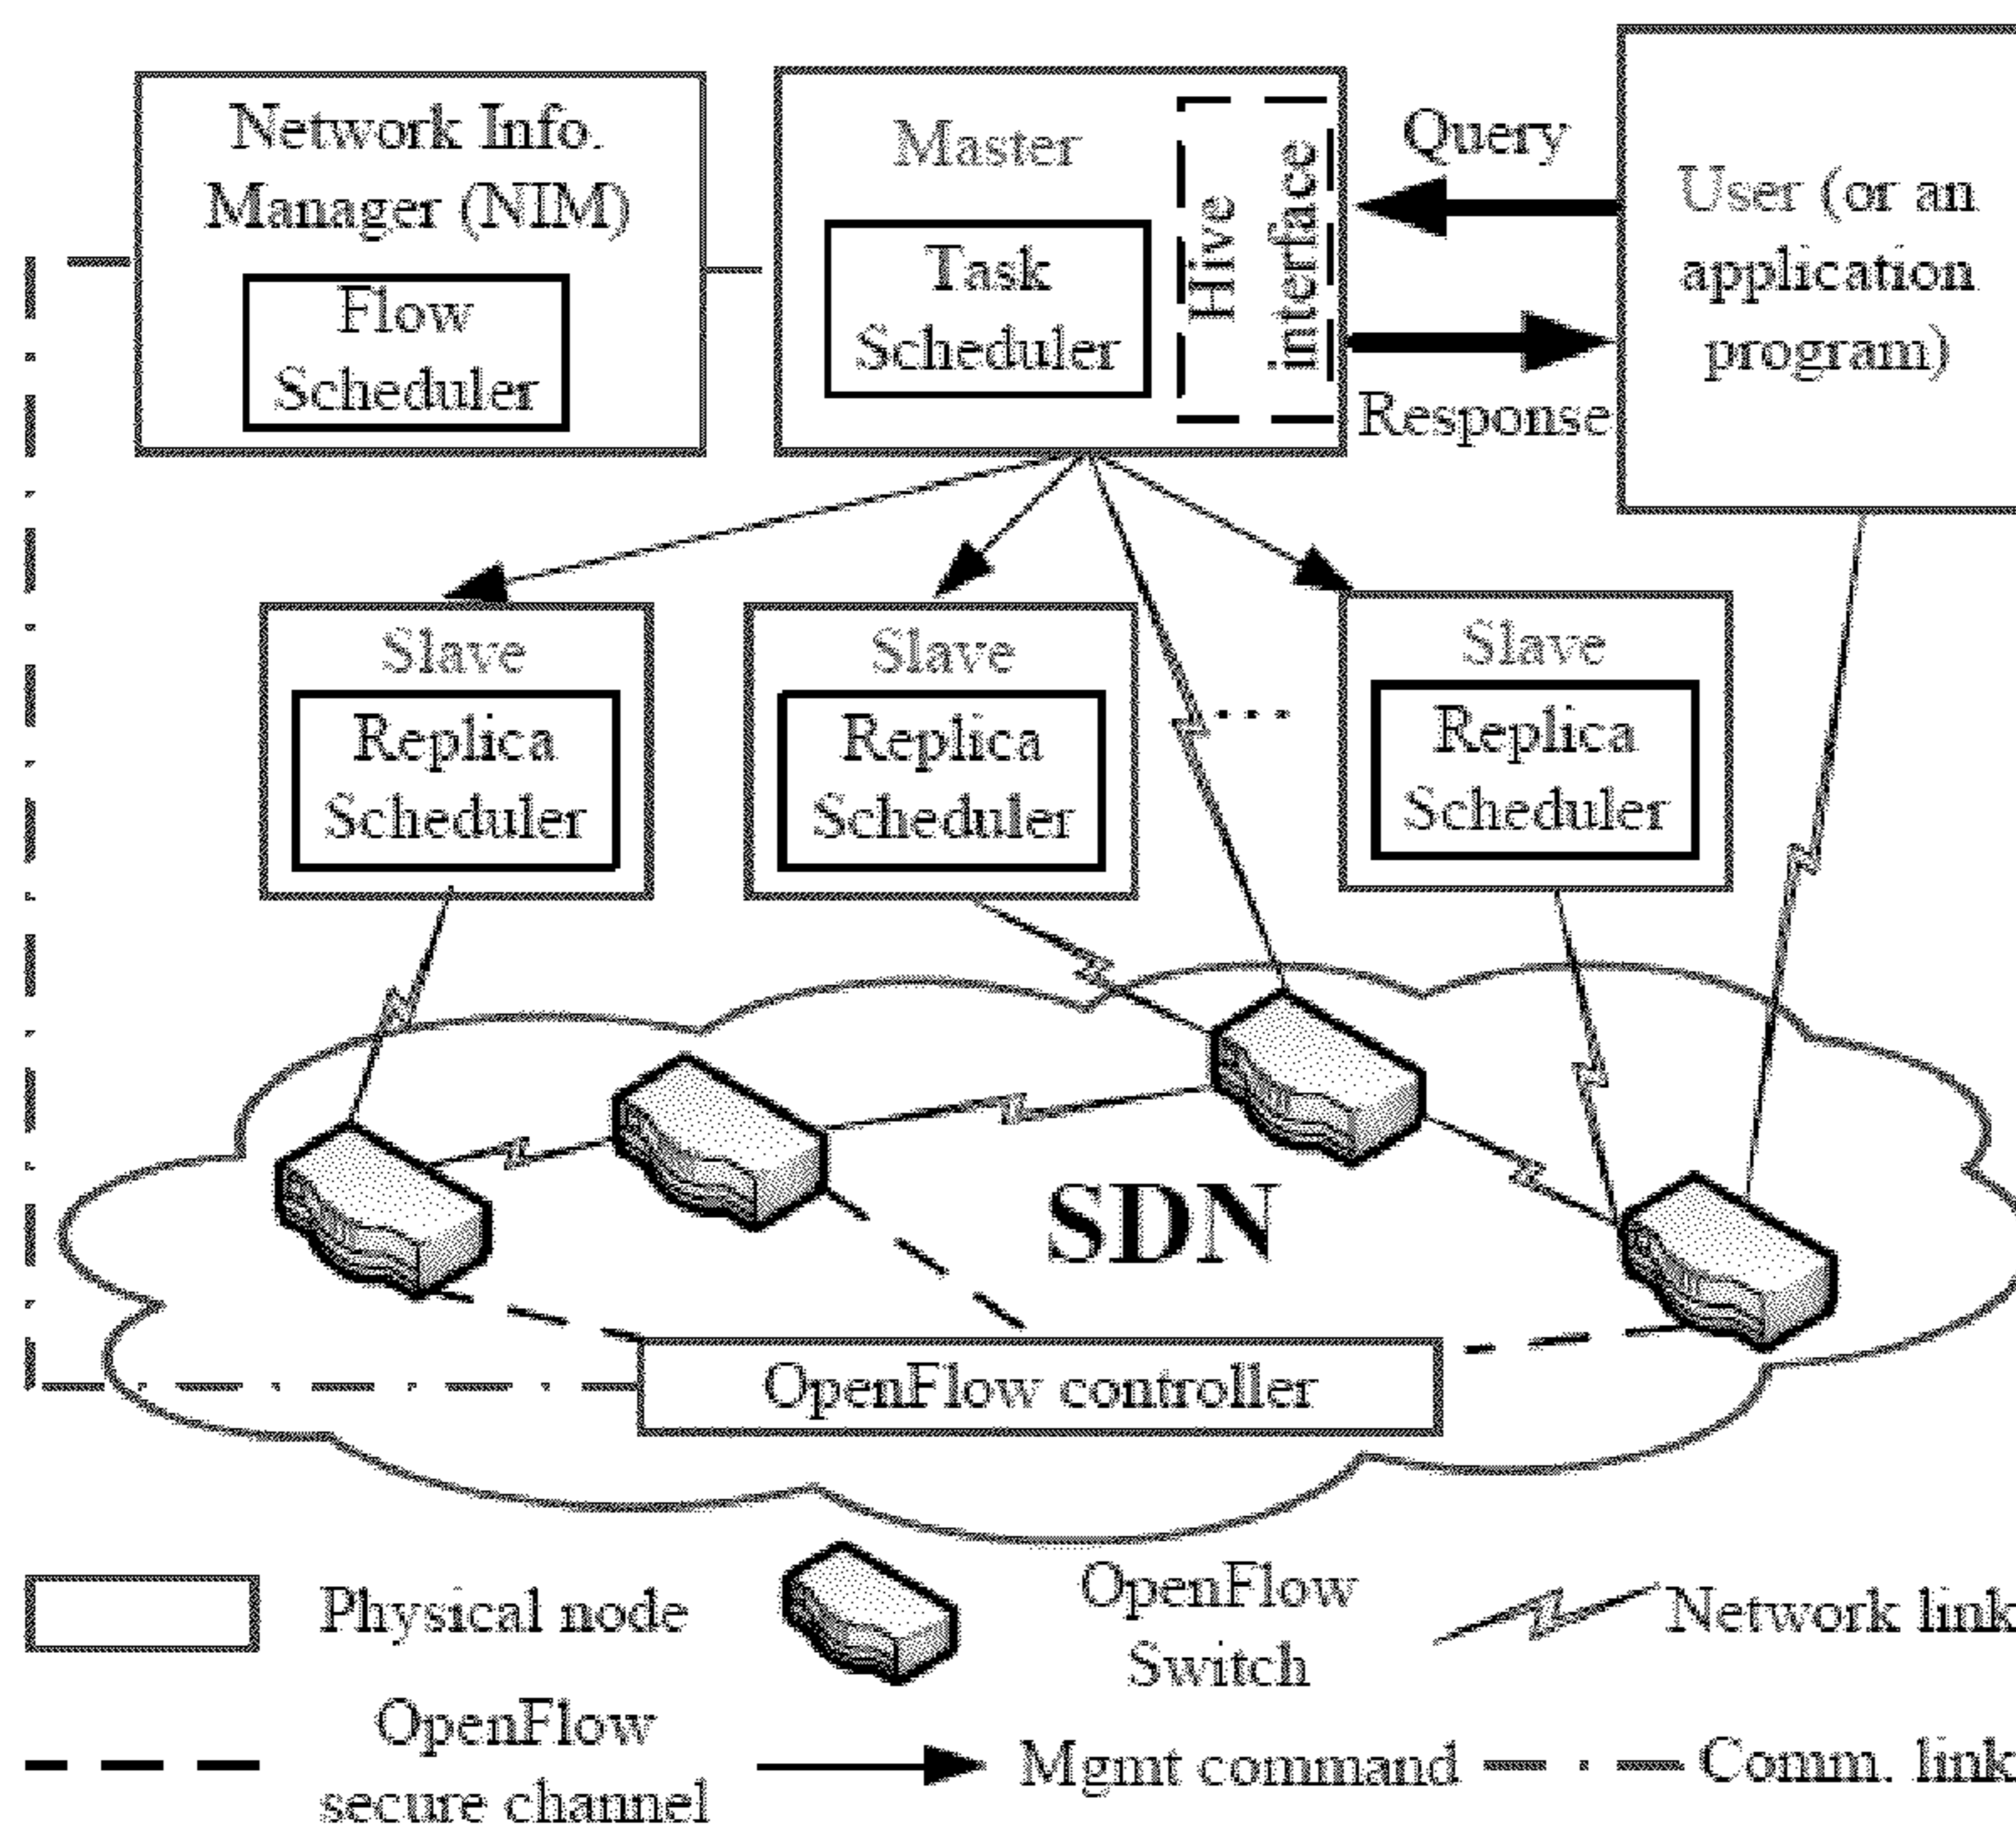 Network Info.
Manager (NIM)
Flow
Scheduler
Master
Task
Scheduler
Hive
interface
Query
Response
User (or an
application
program)
Slave
Replica
Scheduler
Slave
Replica
Scheduler
...
Slave
Replica
Scheduler
SDN
OpenFlow controller
Physical node
OpenFlow
Switch
Network link
OpenFlow
secure channel
Mgmt command
Comm. link